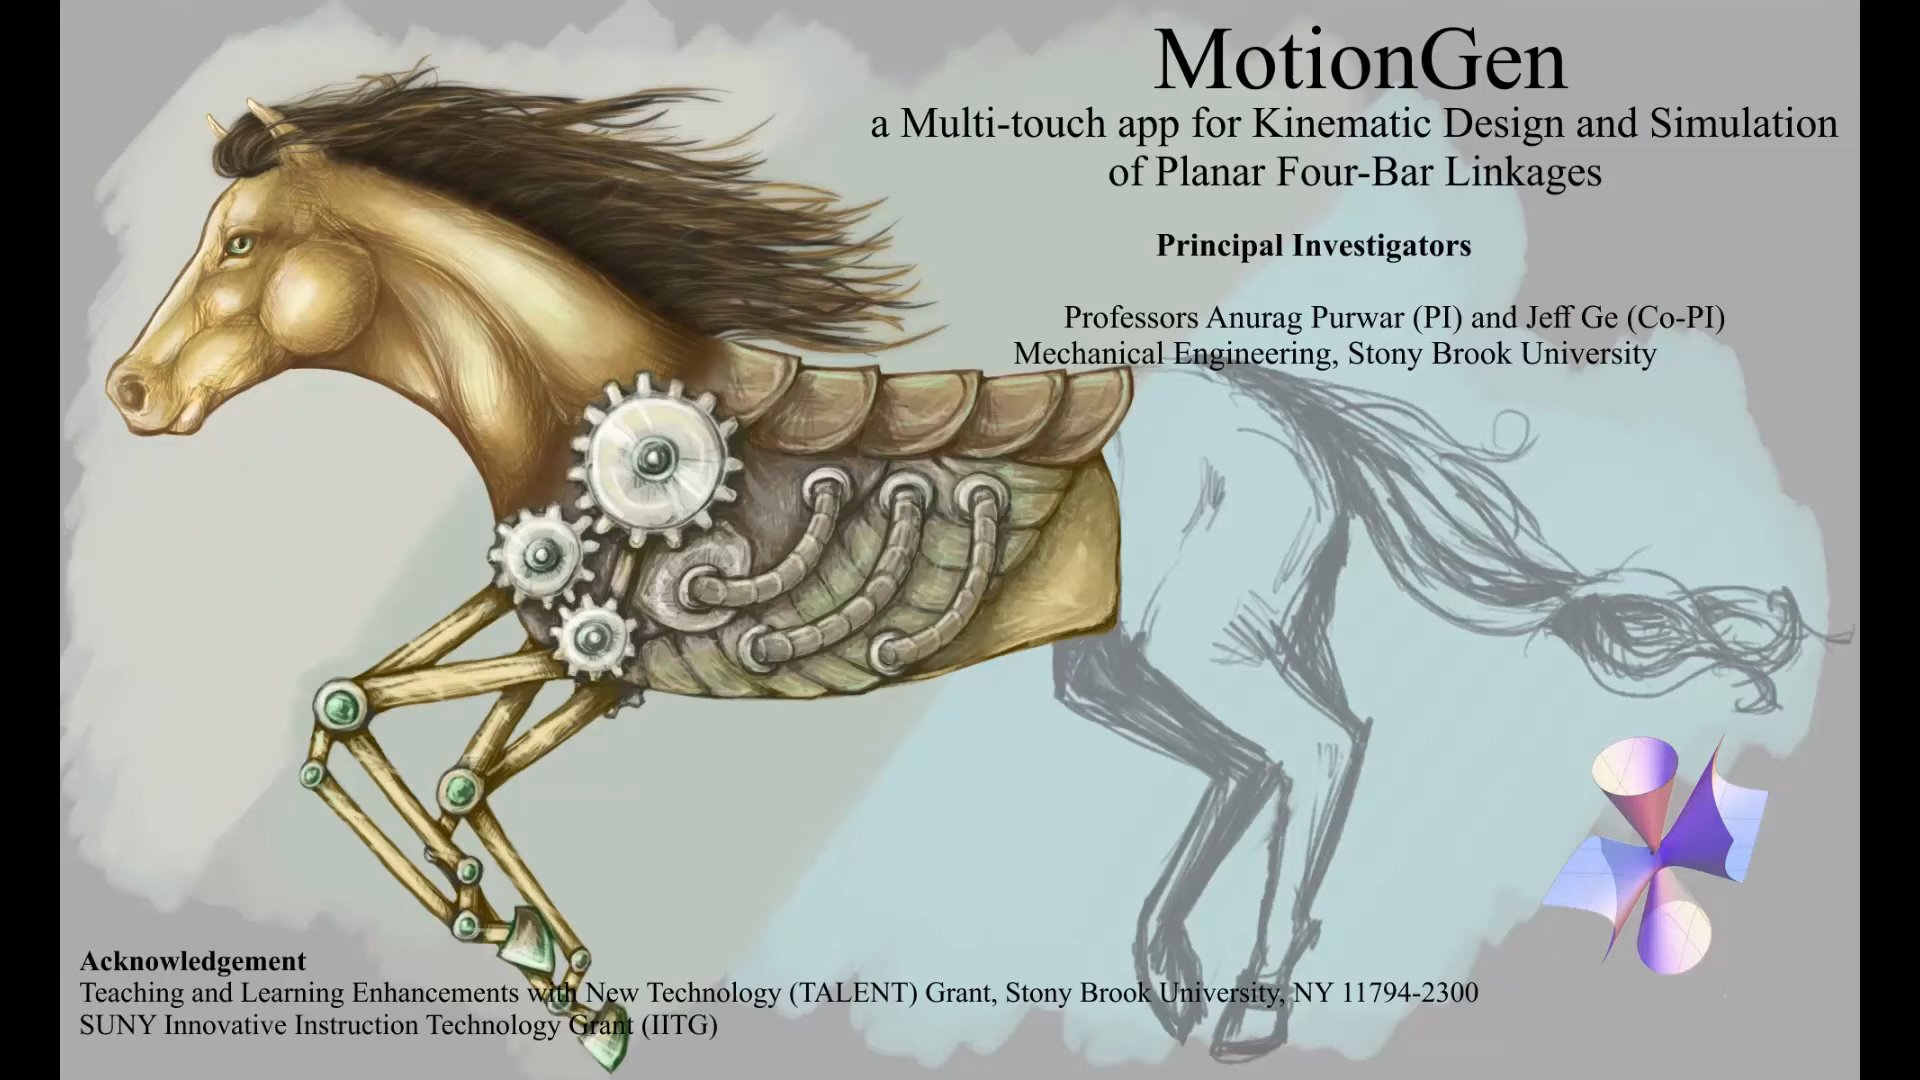 MotionGen
a Multi-touch app for Kinematic Design and Simulation
of Planar Four-Bar Linkages
Principal Investigators
Professors Anurag Purwar (PI) and Jeff Ge (Co-PI)
Mechanical Engineering, Stony Brook University
Acknowledgement
Teaching and Learning Enhancements with New Technology (TALENT) Grant, Stony Brook University, NY 11794-2300
SUNY Innovative Instruction Technology Grant (IITG)